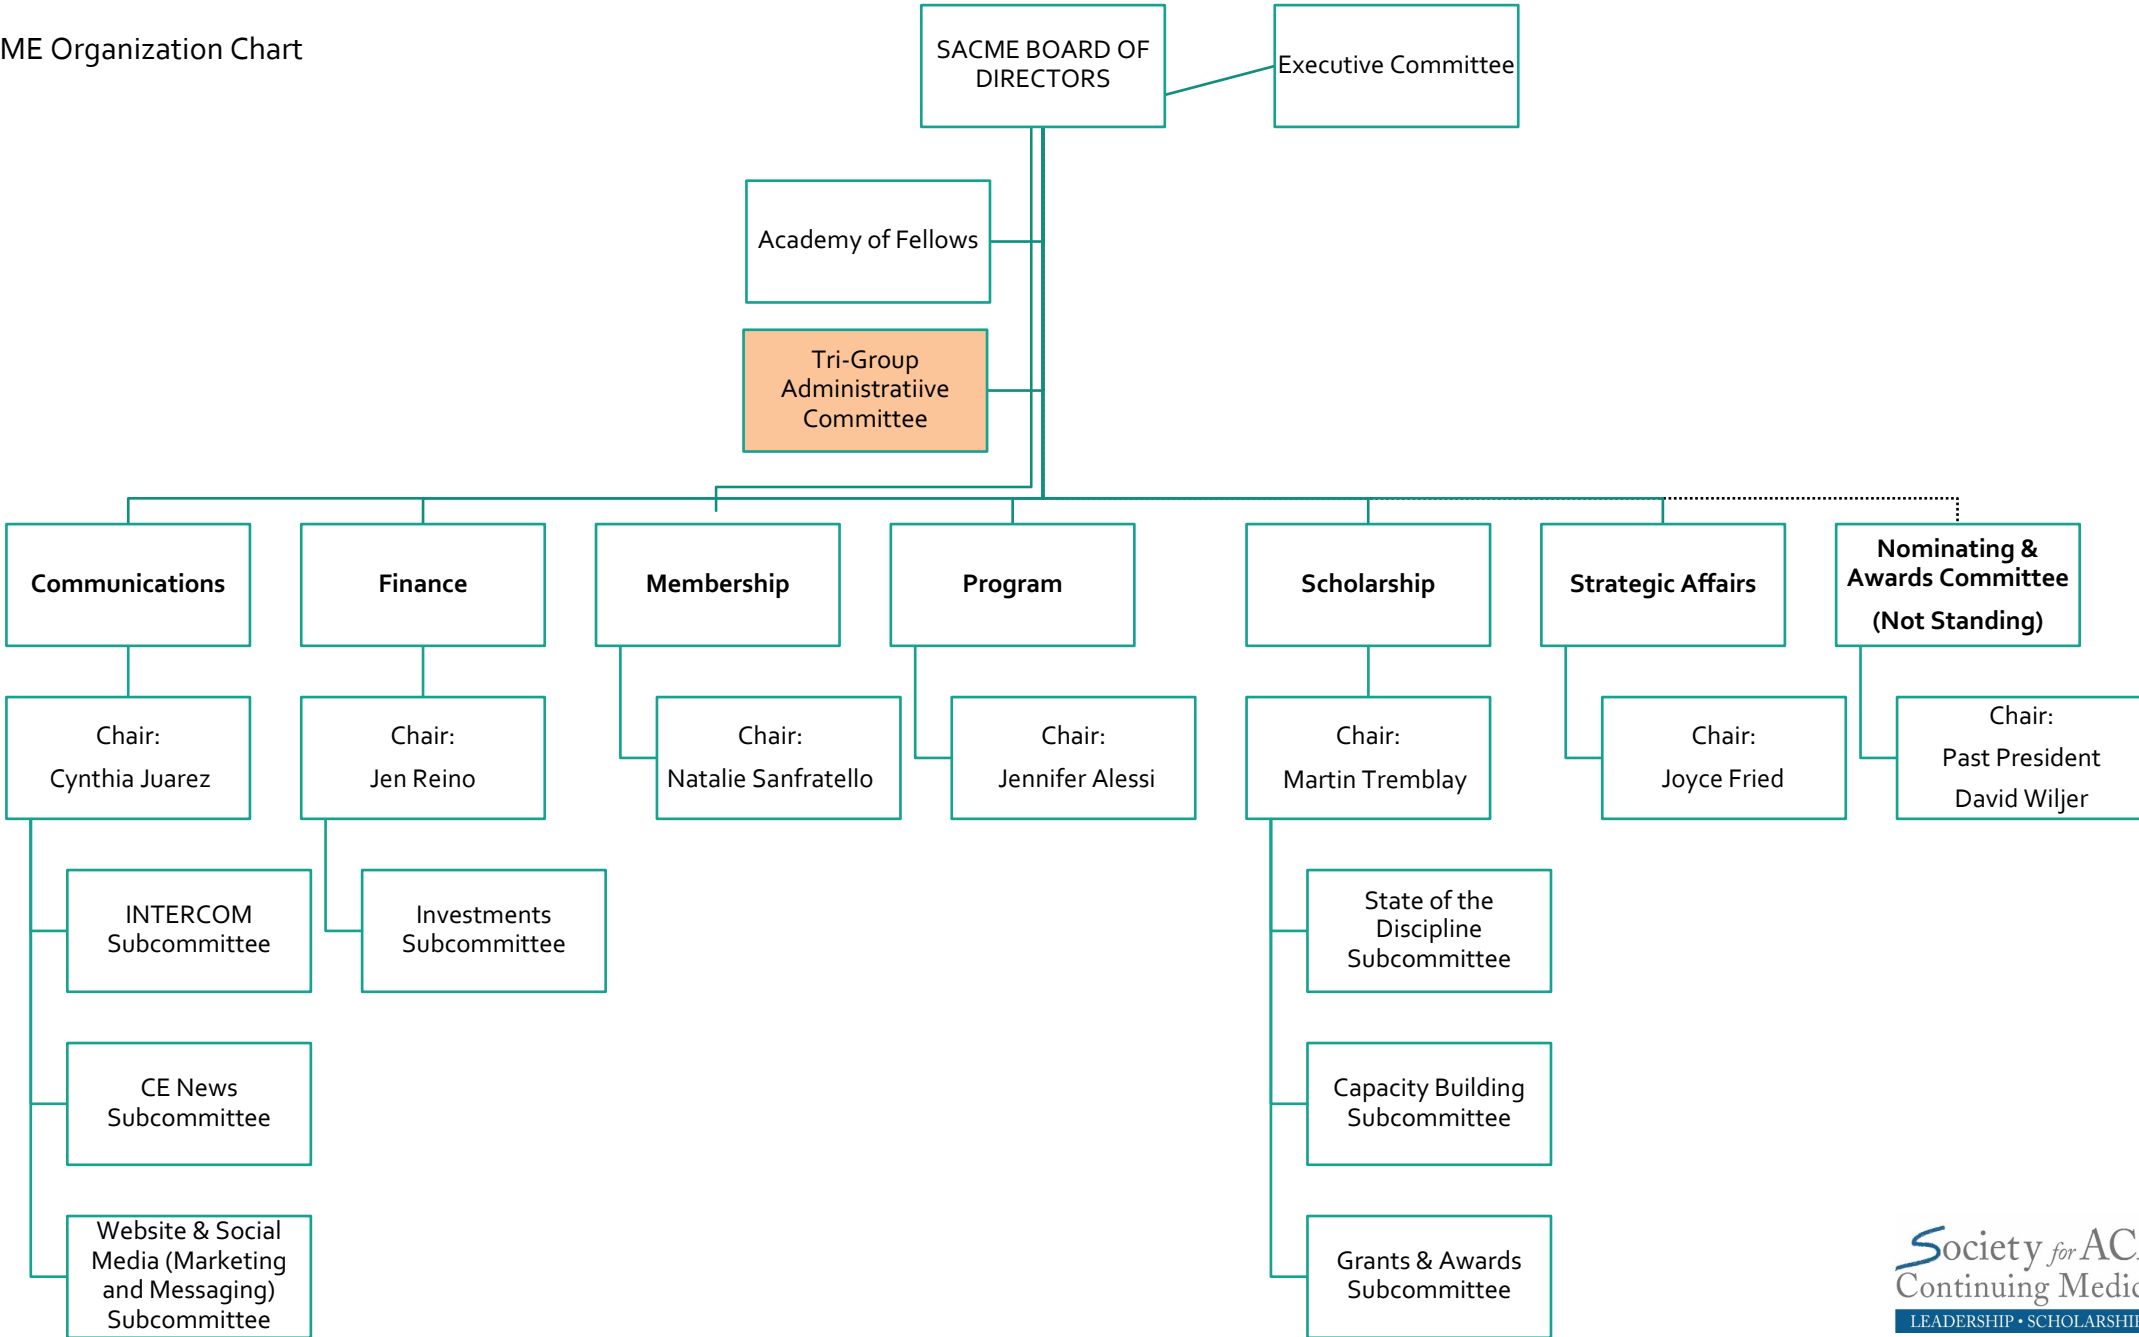 ME Organization Chart
SACME BOARD OF
DIRECTORS
Executive Committee
Academy of Fellows
Tri-Group
Administratiive
Committee
Communications
Finance
Membership
Program
Scholarship
Strategic Affairs
Nominating &
Awards Committee
(Not Standing)
Chair:
Cynthia Juarez
Chair:
Jen Reino
Chair:
Natalie Sanfratello
Chair:
Jennifer Alessi
Chair:
Martin Tremblay
Chair:
Joyce Fried
Chair:
Past President
David Wiljer
INTERCOM
Subcommittee
Investments
Subcommittee
State of the
Discipline
Subcommittee
CE News
Subcommittee
Capacity Building
Subcommittee
Website & Social
Media (Marketing
and Messaging)
Subcommittee
Grants & Awards
Subcommittee
Society for
Continuing
LEADERSHIP • SCHOLARSHIP